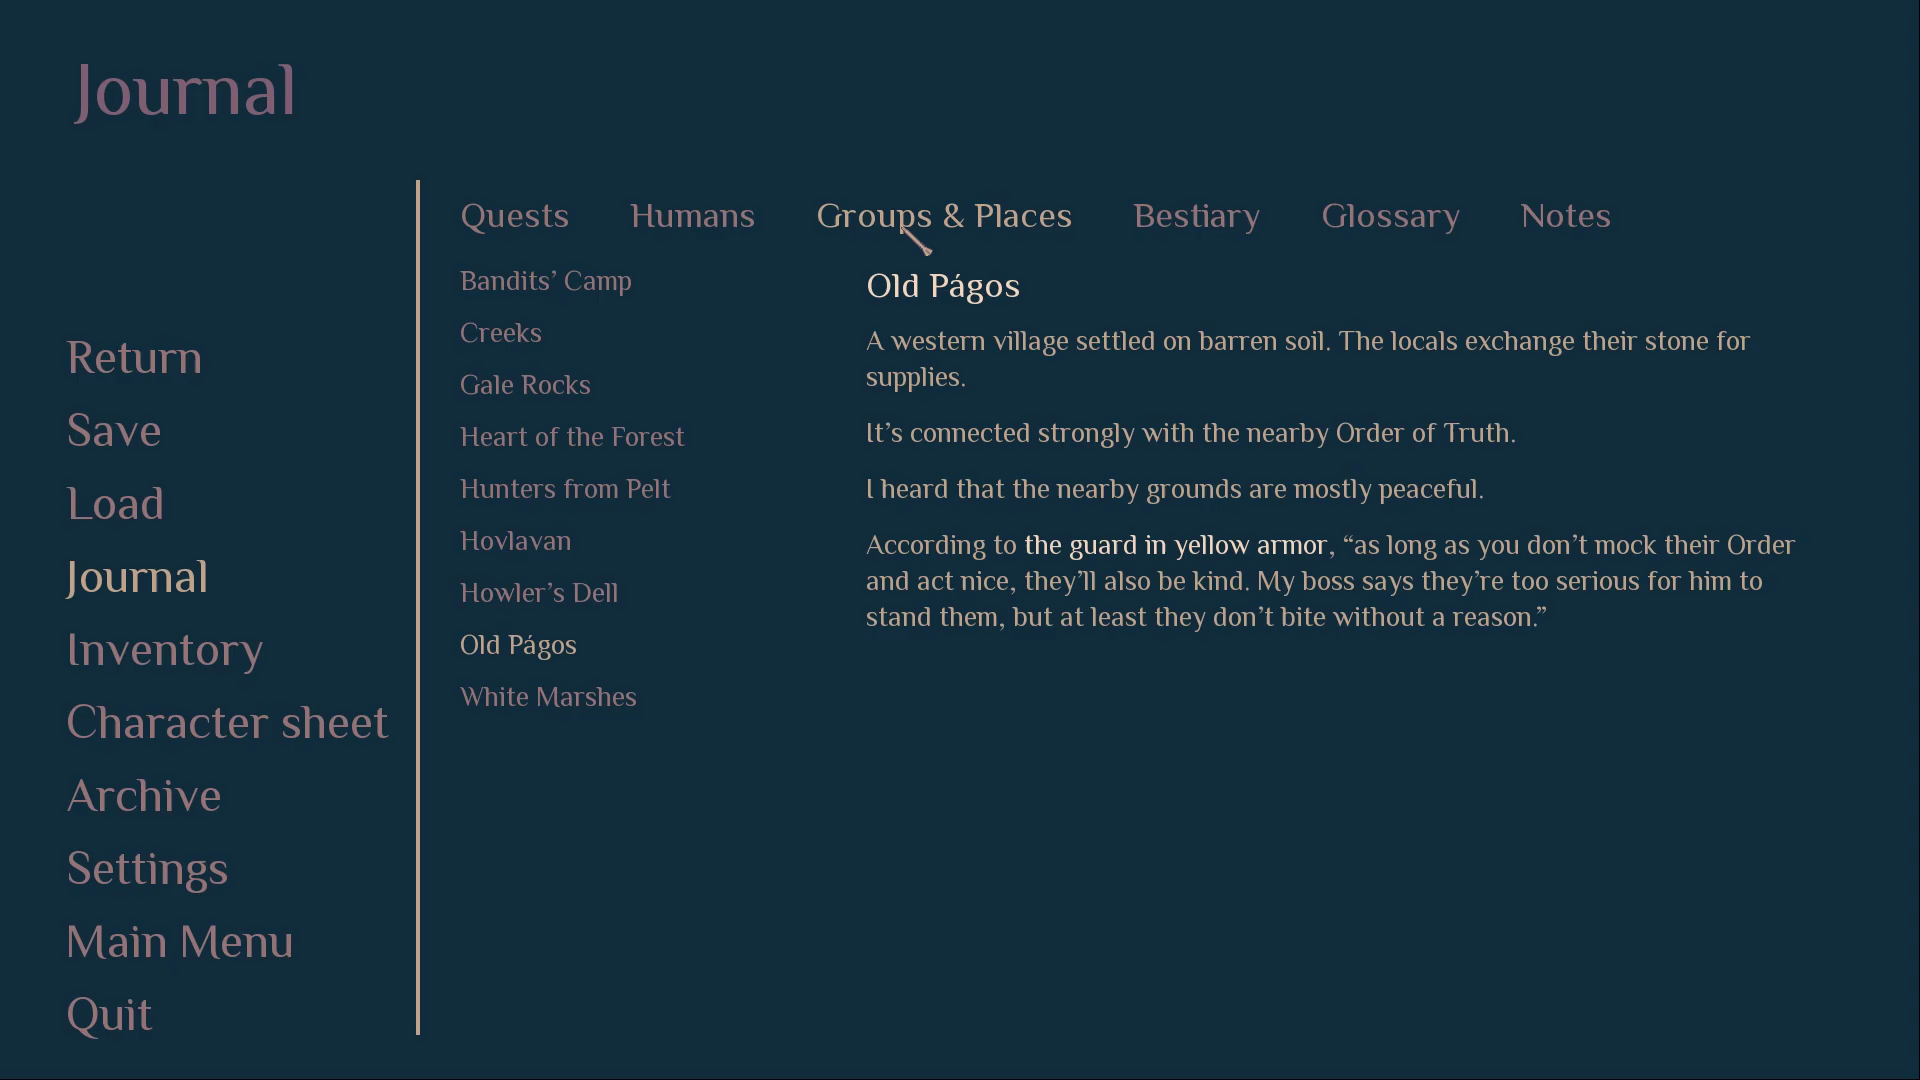 Journal
Quests Humans Groups & Places Bestiary Glossary Notes
Return
Save
Load
Journal
Inventory
Character sheet
Archive
Settings
Main Menu
Quit
Bandits’ Camp
Creeks
Gale Rocks
Heart of the Forest
Hunters from Pelt
Hovlavan
Howler’s Dell
Old Págos
White Marshes
Old Págos
A western village settled on barren soil. The locals exchange their stone for
supplies.
It’s connected strongly with the nearby Order of Truth.
I heard that the nearby grounds are mostly peaceful.
According to the guard in yellow armor, “as long as you don’t mock their Order
and act nice, they’ll also be kind. My boss says they’re too serious for him to
stand them, but at least they don’t bite without a reason.”